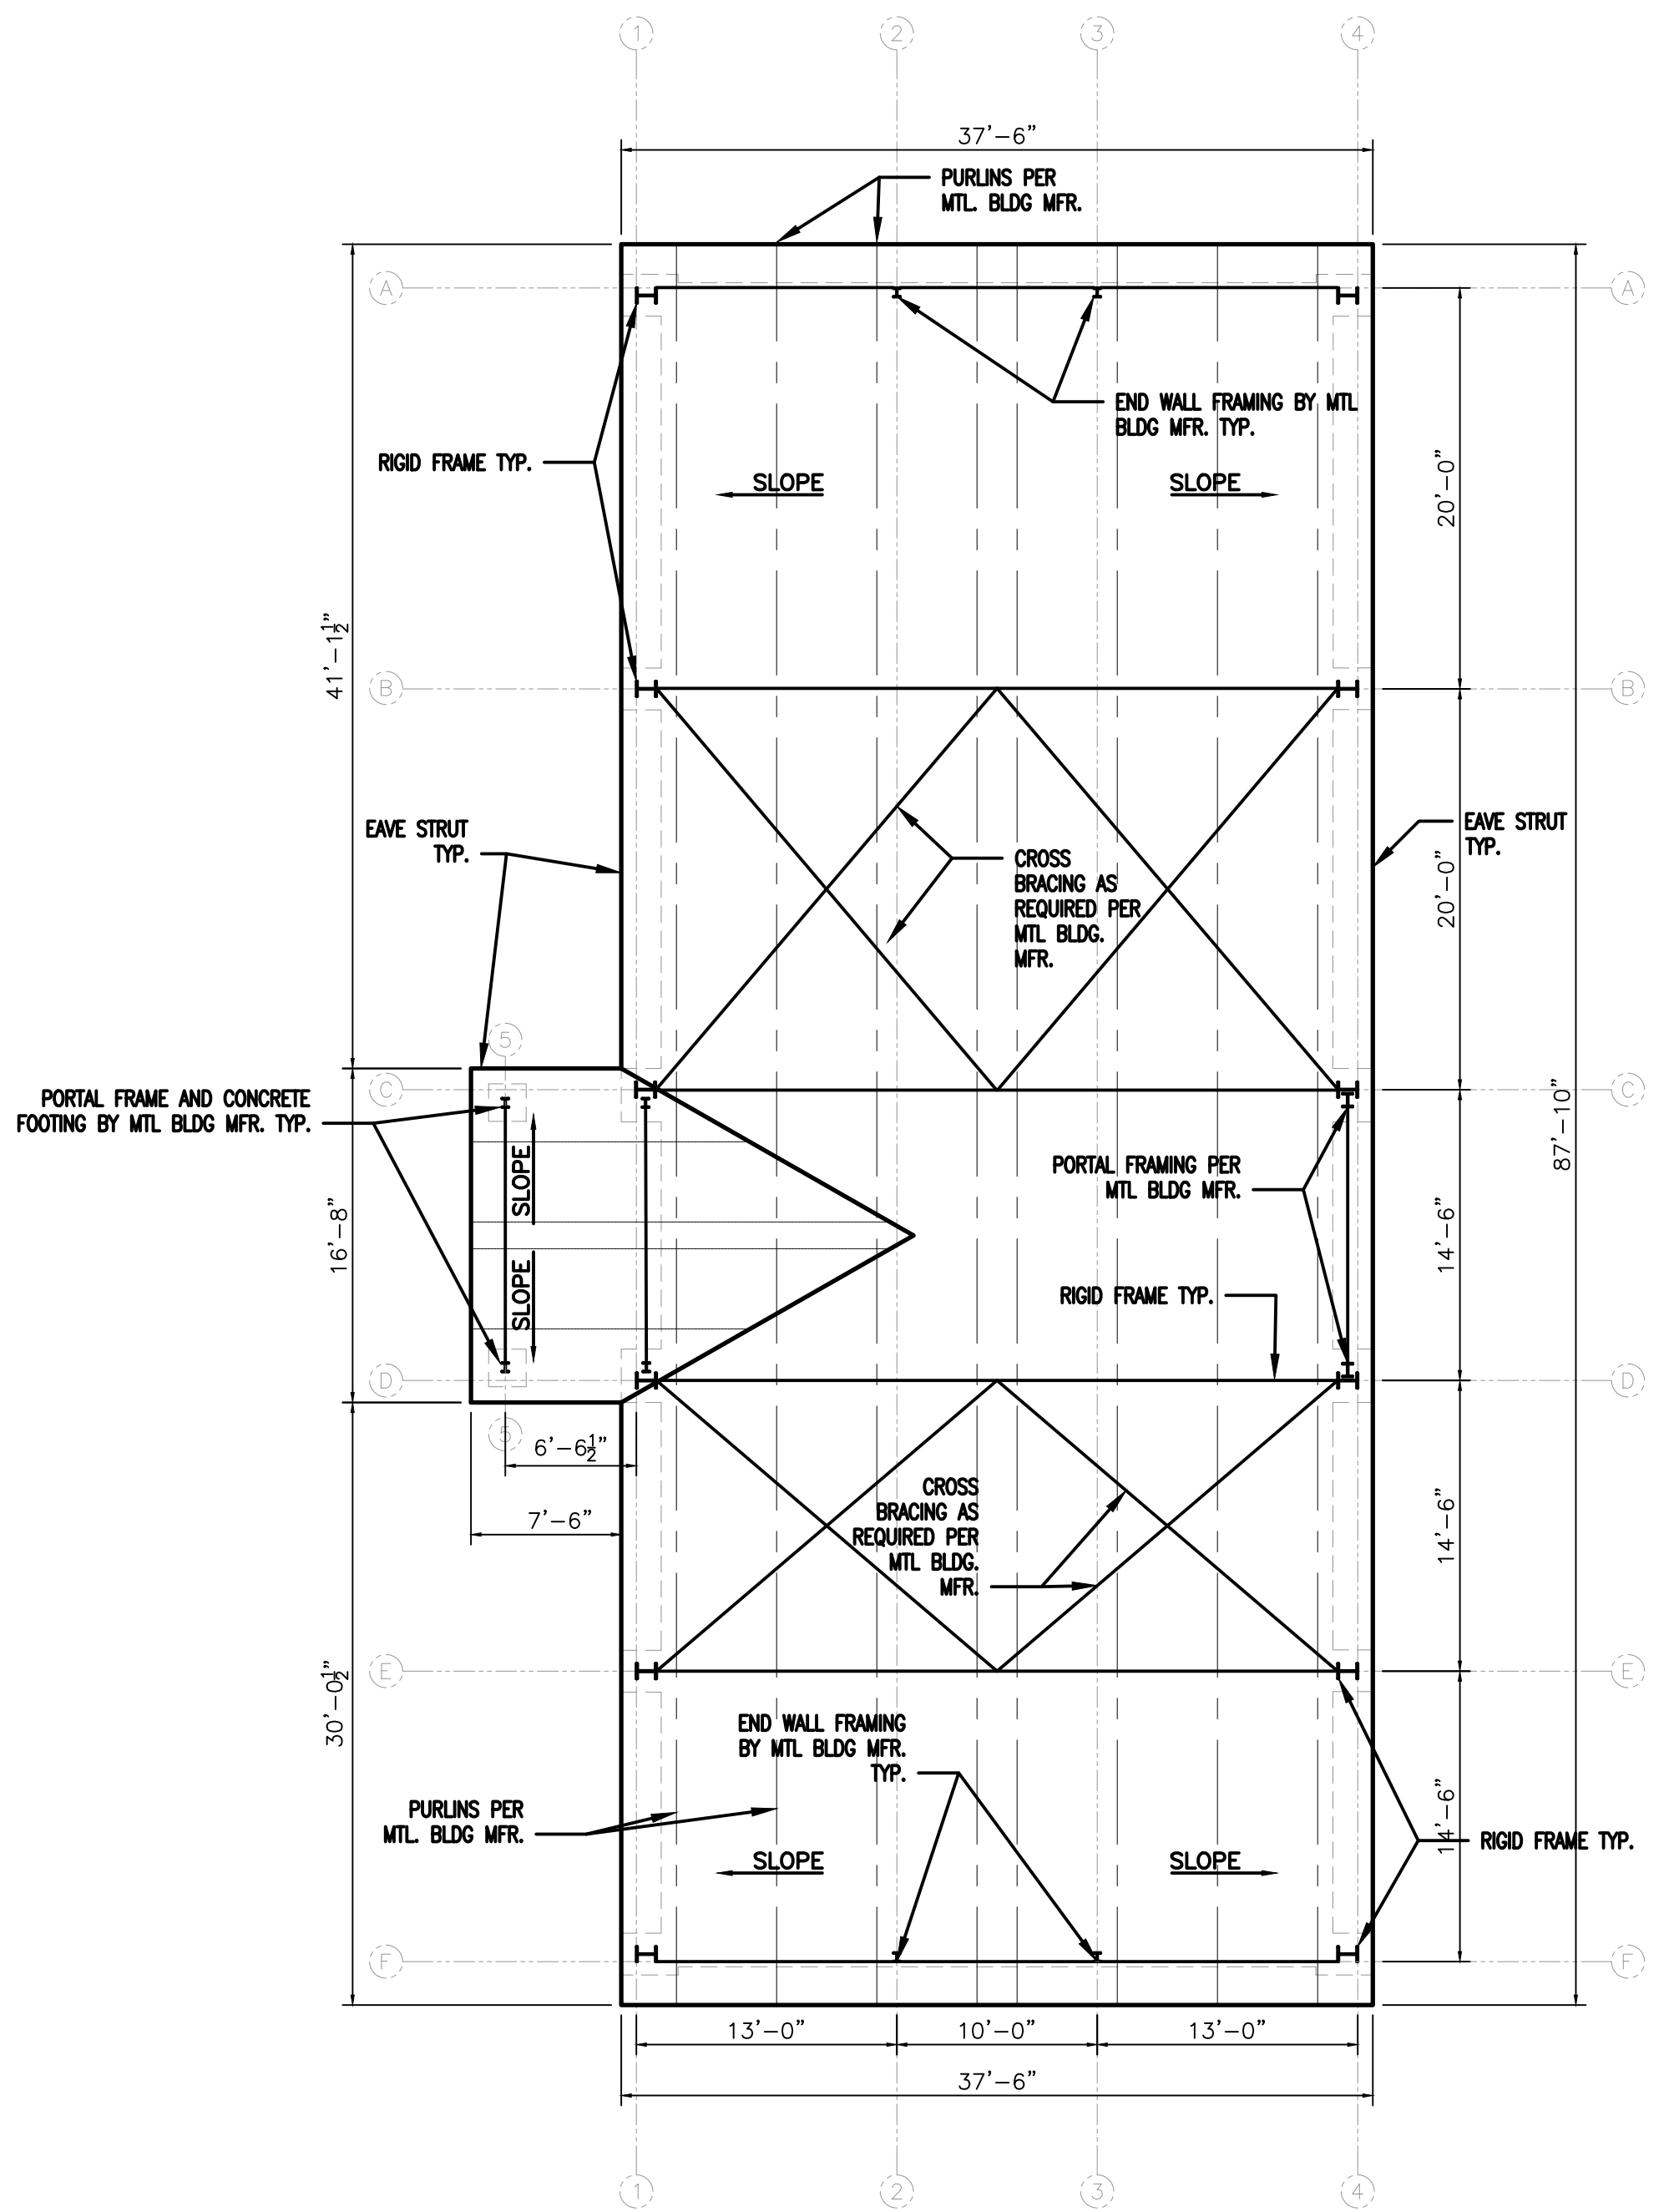 1
2
3
4
37'-6"
PURLINS PER
MTL. BLDG MFR.
A
A
END WALL FRAMING BY MTL
BLDG MFR. TYP.
RIGID FRAME TYP.
SLOPE
SLOPE
20'-0"
41'-1½"
B
B
EAVE STRUT
TYP.
EAVE STRUT
TYP.
CROSS
BRACING AS
REQUIRED PER
MTL BLDG.
MFR.
20'-0"
5
C
C
PORTAL FRAME AND CONCRETE
FOOTING BY MTL BLDG MFR. TYP.
87'-10"
SLOPE
SLOPE
PORTAL FRAMING PER
MTL BLDG MFR.
16'-8"
14'-6"
RIGID FRAME TYP.
D
D
5
6'-6½"
7'-6"
CROSS
BRACING AS
REQUIRED PER
MTL BLDG.
MFR.
14'-6"
E
E
30'-0½"
END WALL FRAMING
BY MTL BLDG MFR.
TYP.
PURLINS PER
MTL. BLDG MFR.
14'-6"
RIGID FRAME TYP.
SLOPE
SLOPE
F
F
13'-0"
10'-0"
13'-0"
37'-6"
1
2
3
4